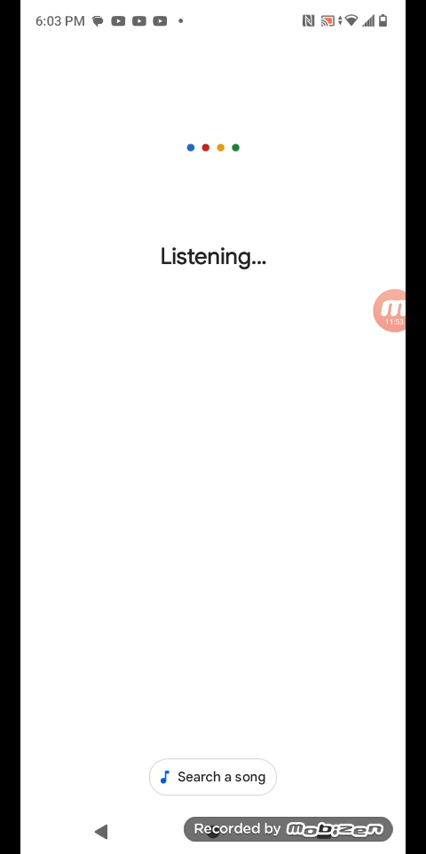 6:03 PM
Listening...
11:53
Search a song
Recorded by mobizen